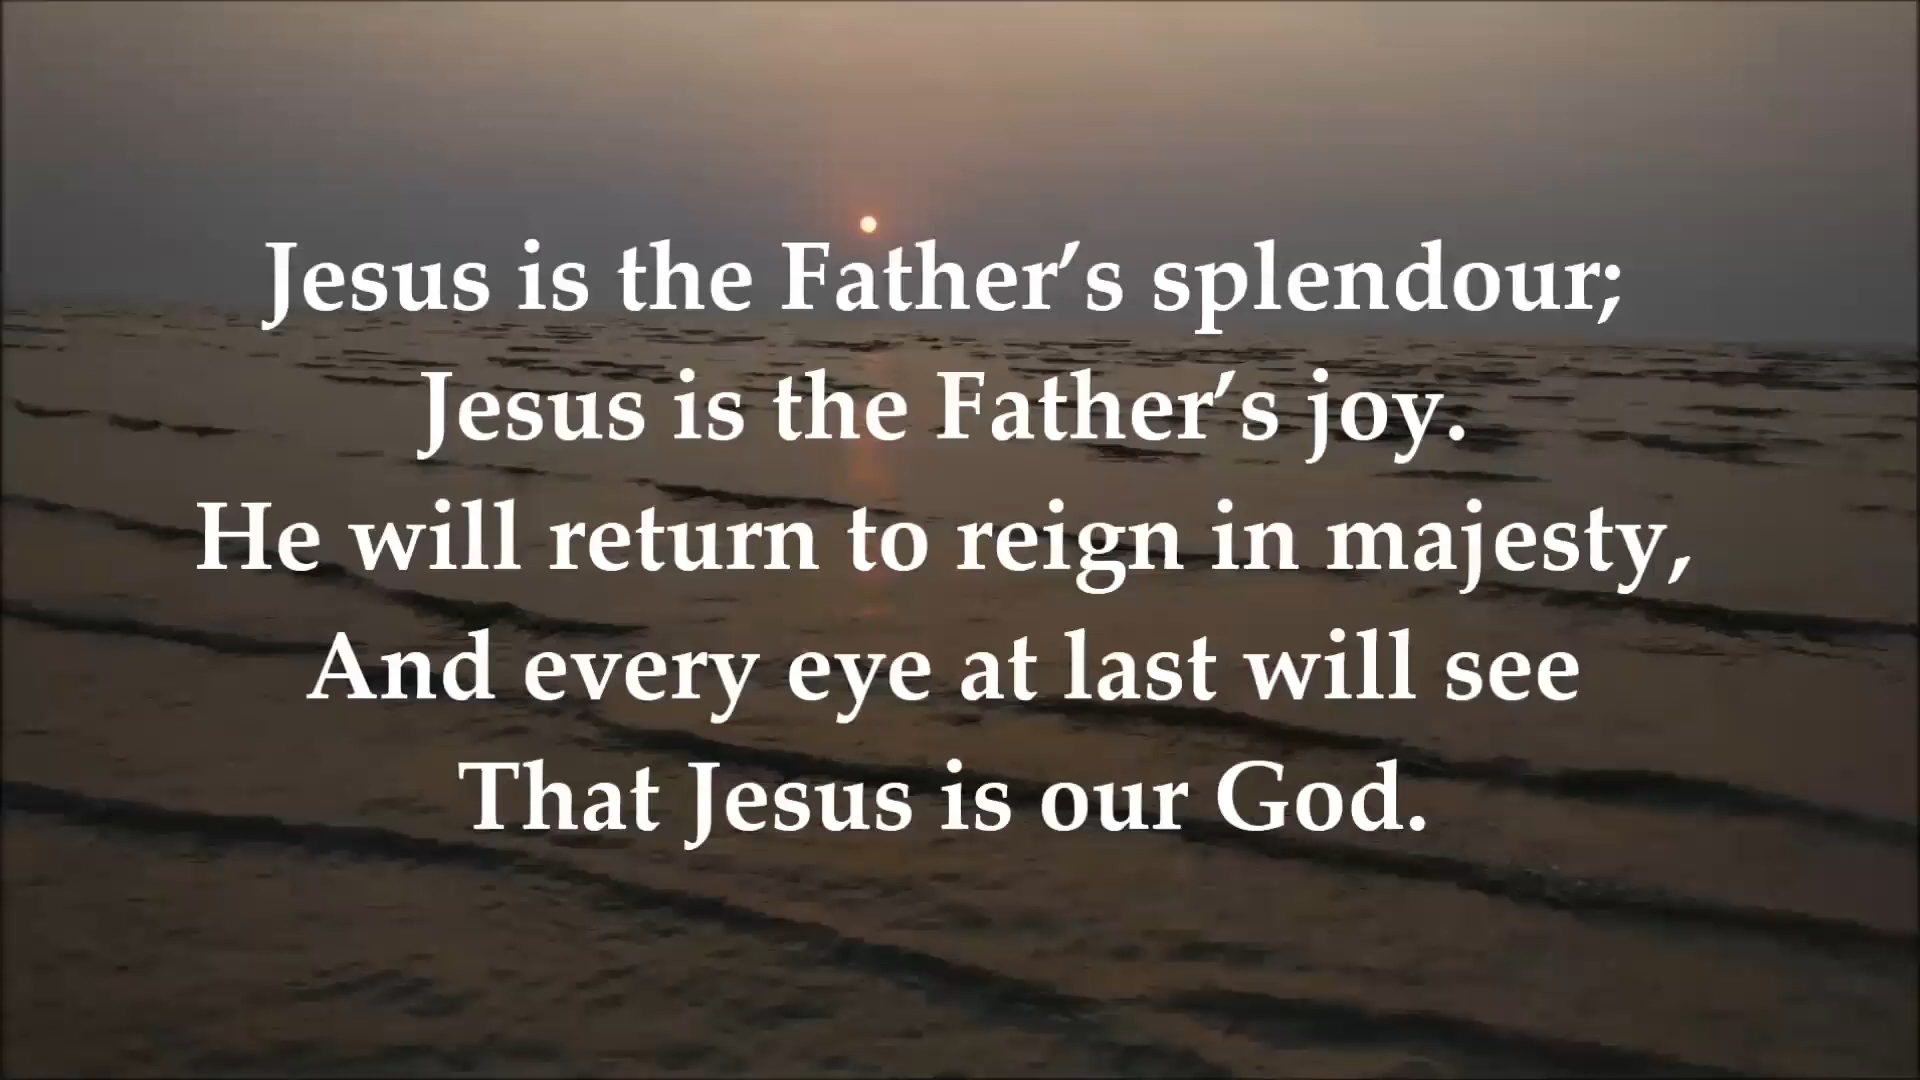 Jesus is the Father’s splendour;
Jesus is the Father’s joy.
He will return to reign in majesty,
And every eye at last will see
That Jesus is our God.